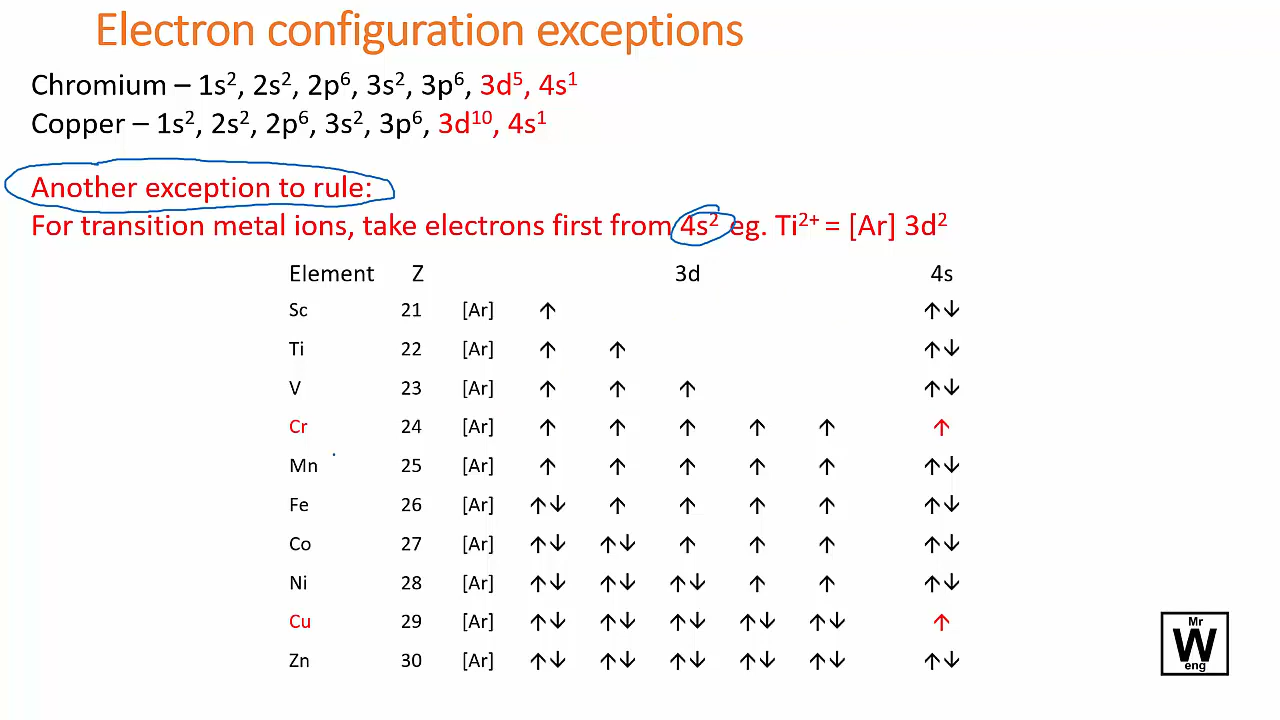 Electron configuration exceptions
Chromium – 1s², 2s², 2p⁶, 3s², 3p⁶, 3d⁵, 4s¹
Copper – 1s², 2s², 2p⁶, 3s², 3p⁶, 3d¹⁰, 4s¹
Another exception to rule:
For transition metal ions, take electrons first from 4s² eg. Ti²⁺ = [Ar] 3d²
Element Z 3d 4s
Sc 21 [Ar] ↑ ↑↓
Ti 22 [Ar] ↑ ↑ ↑↓
V 23 [Ar] ↑ ↑ ↑ ↑↓
Cr 24 [Ar] ↑ ↑ ↑ ↑ ↑ ↑
Mn 25 [Ar] ↑ ↑ ↑ ↑ ↑ ↑↓
Fe 26 [Ar] ↑↓ ↑ ↑ ↑ ↑ ↑↓
Co 27 [Ar] ↑↓ ↑↓ ↑ ↑ ↑ ↑↓
Ni 28 [Ar] ↑↓ ↑↓ ↑↓ ↑ ↑ ↑↓
Cu 29 [Ar] ↑↓ ↑↓ ↑↓ ↑↓ ↑↓ ↑
Zn 30 [Ar] ↑↓ ↑↓ ↑↓ ↑↓ ↑↓ ↑↓
Mr
W
eng